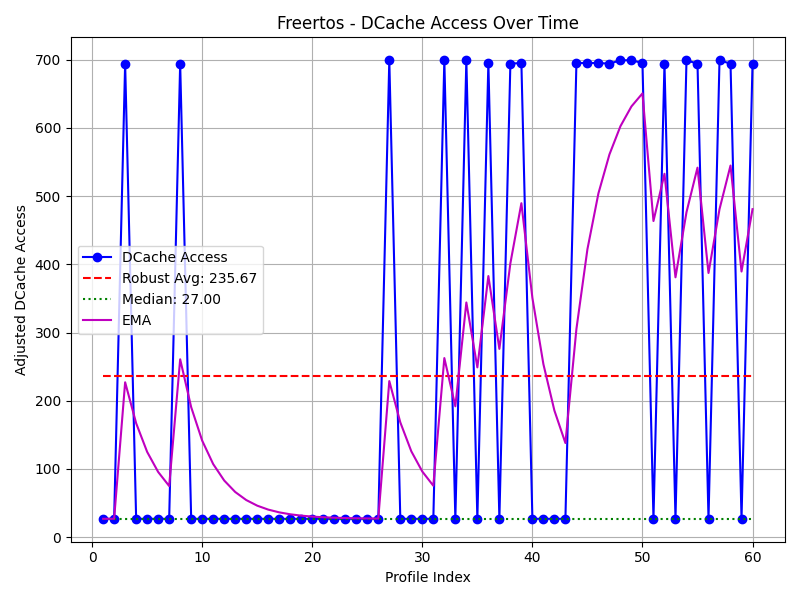 Freertos - DCache Access Over Time
Adjusted DCache Access
700
600
500
400
300
200
100
0
DCache Access
Robust Avg: 235.67
Median: 27.00
EMA
0 10 20 30 40 50 60
Profile Index